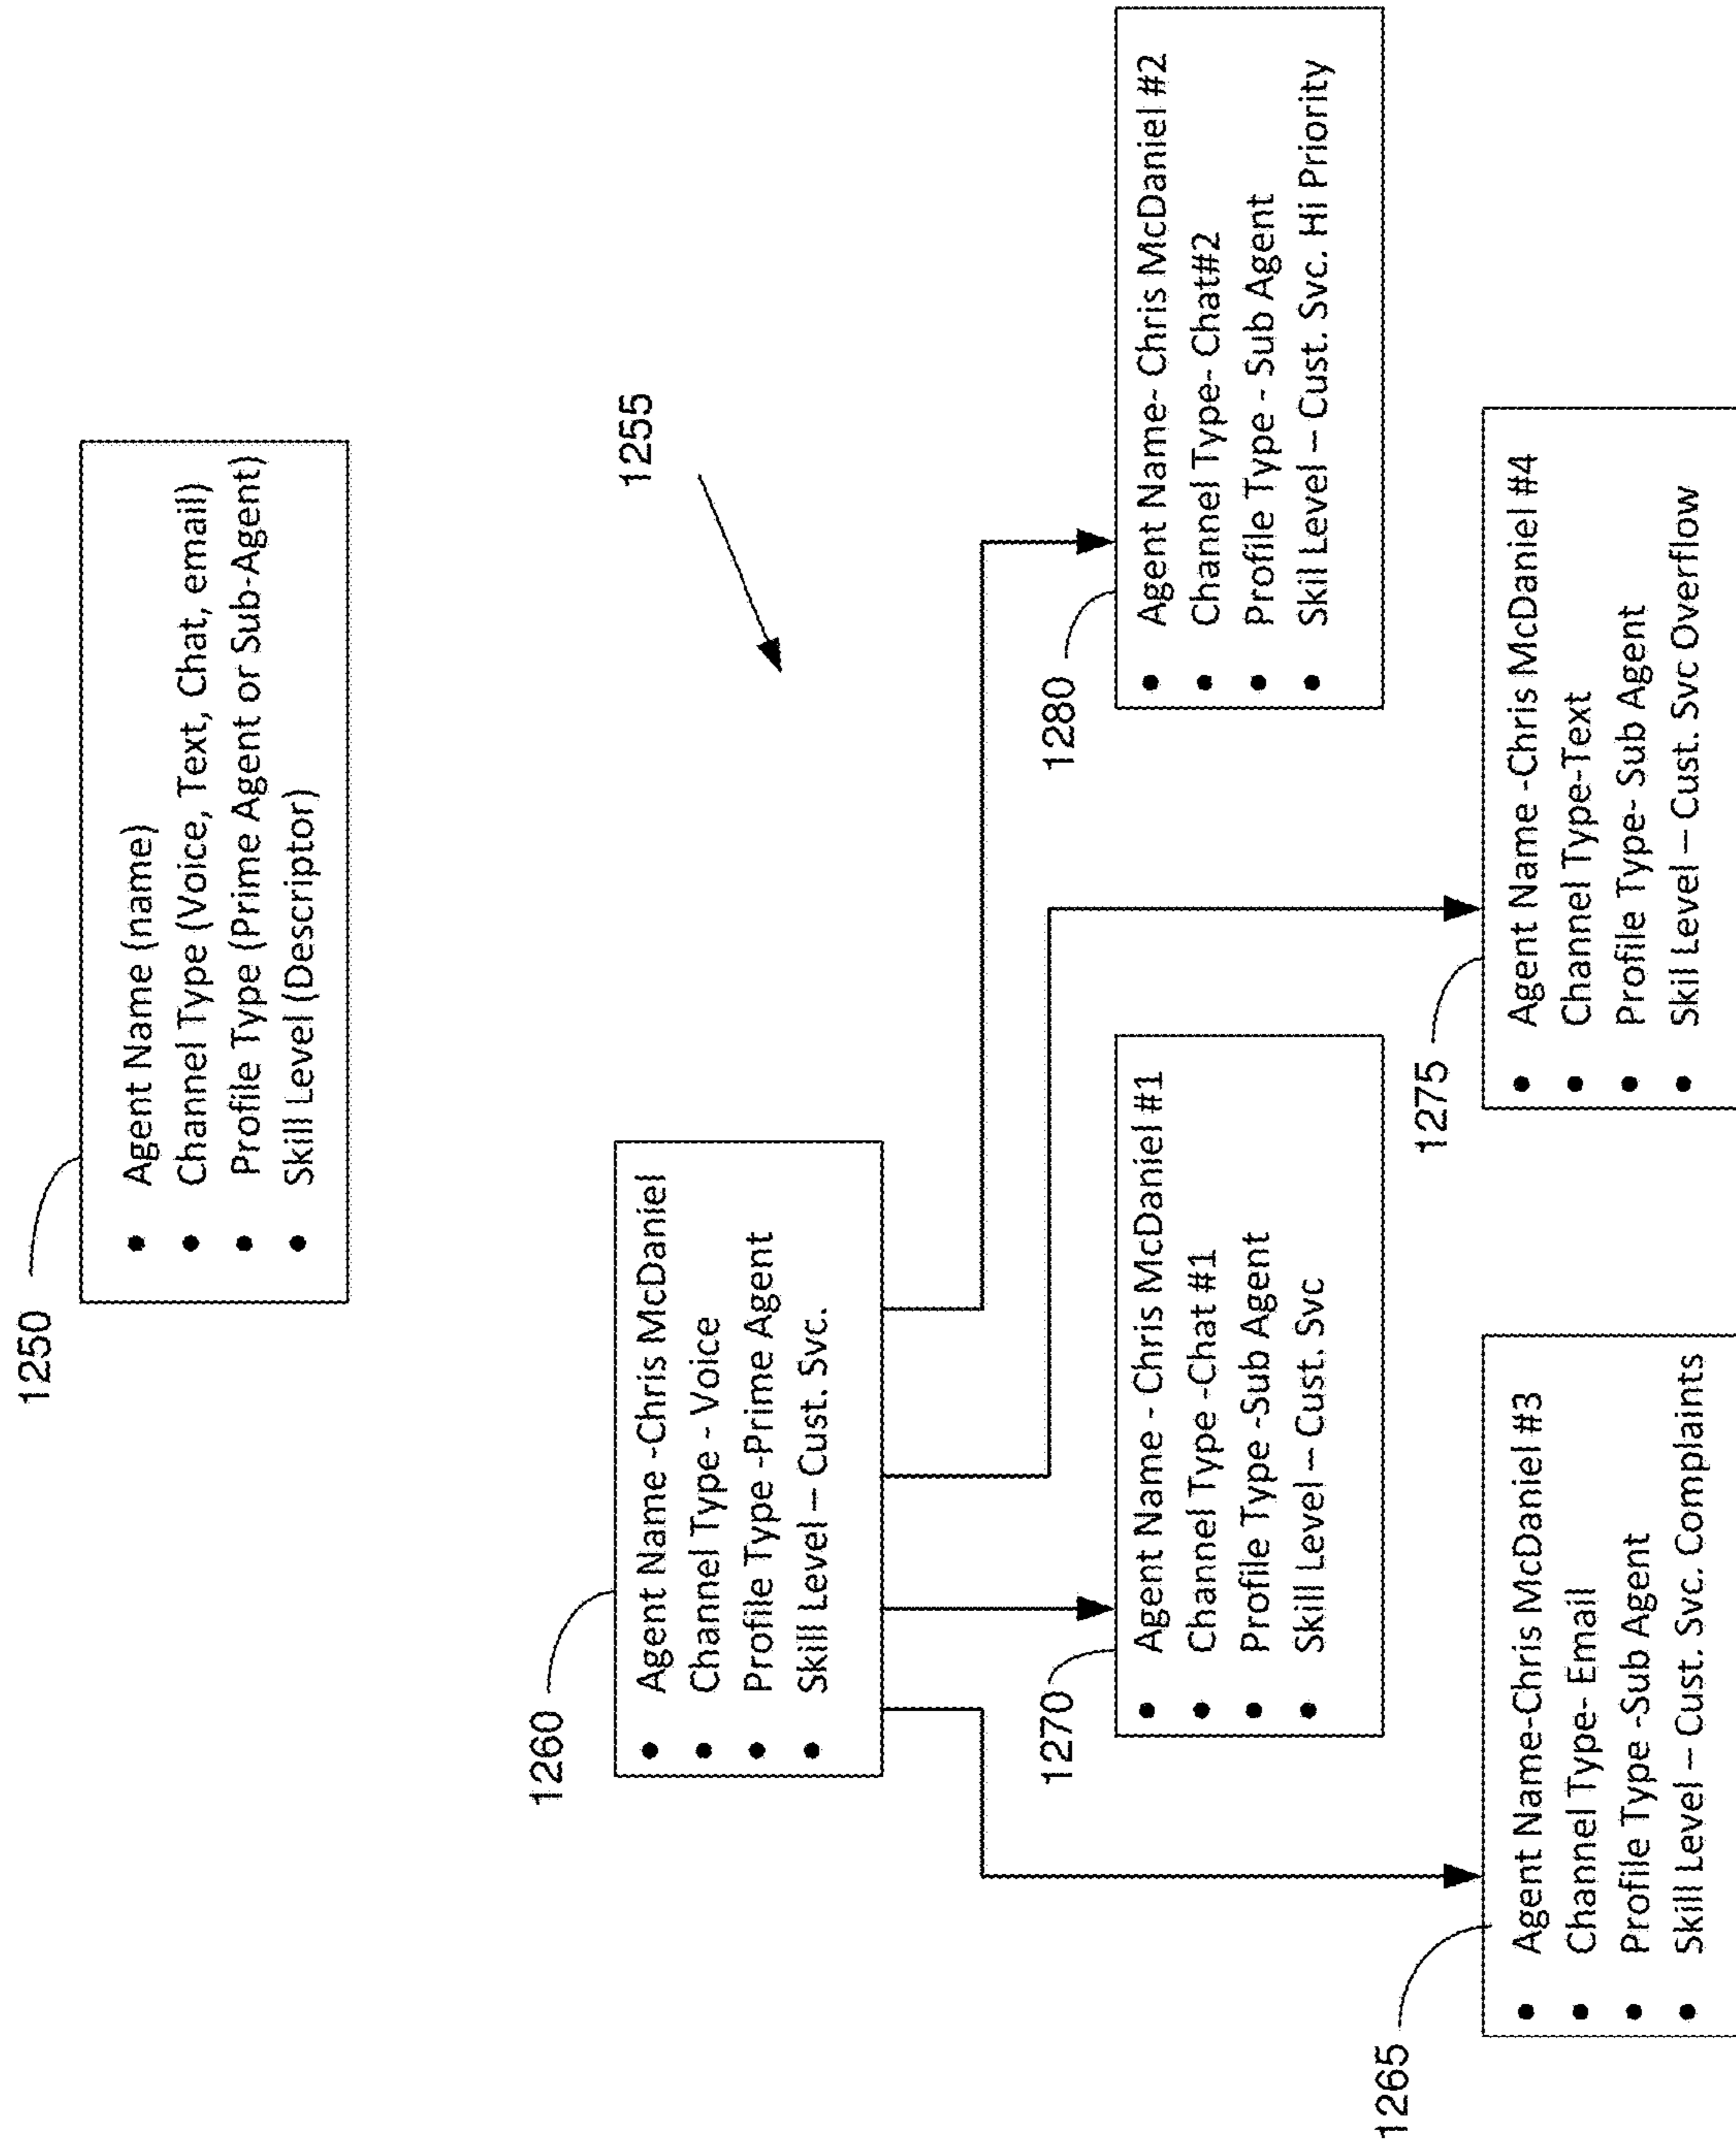 1250
• Agent Name (name)
• Channel Type (Voice, Text, Chat, email)
• Profile Type (Prime Agent or Sub-Agent)
• Skill Level (Descriptor)
1255
1260
• Agent Name -Chris McDaniel
• Channel Type - Voice
• Profile Type -Prime Agent
• Skill Level – Cust. Svc.
1270
• Agent Name - Chris McDaniel #1
• Channel Type -Chat #1
• Profile Type -Sub Agent
• Skill Level – Cust. Svc
1280
• Agent Name- Chris McDaniel #2
• Channel Type- Chat#2
• Profile Type - Sub Agent
• Skil Level – Cust. Svc. Hi Priority
1265
• Agent Name-Chris McDaniel #3
• Channel Type- Email
• Profile Type -Sub Agent
• Skill Level – Cust. Svc. Complaints
1275
• Agent Name -Chris McDaniel #4
• Channel Type-Text
• Profile Type- Sub Agent
• Skil Level – Cust. Svc Overflow